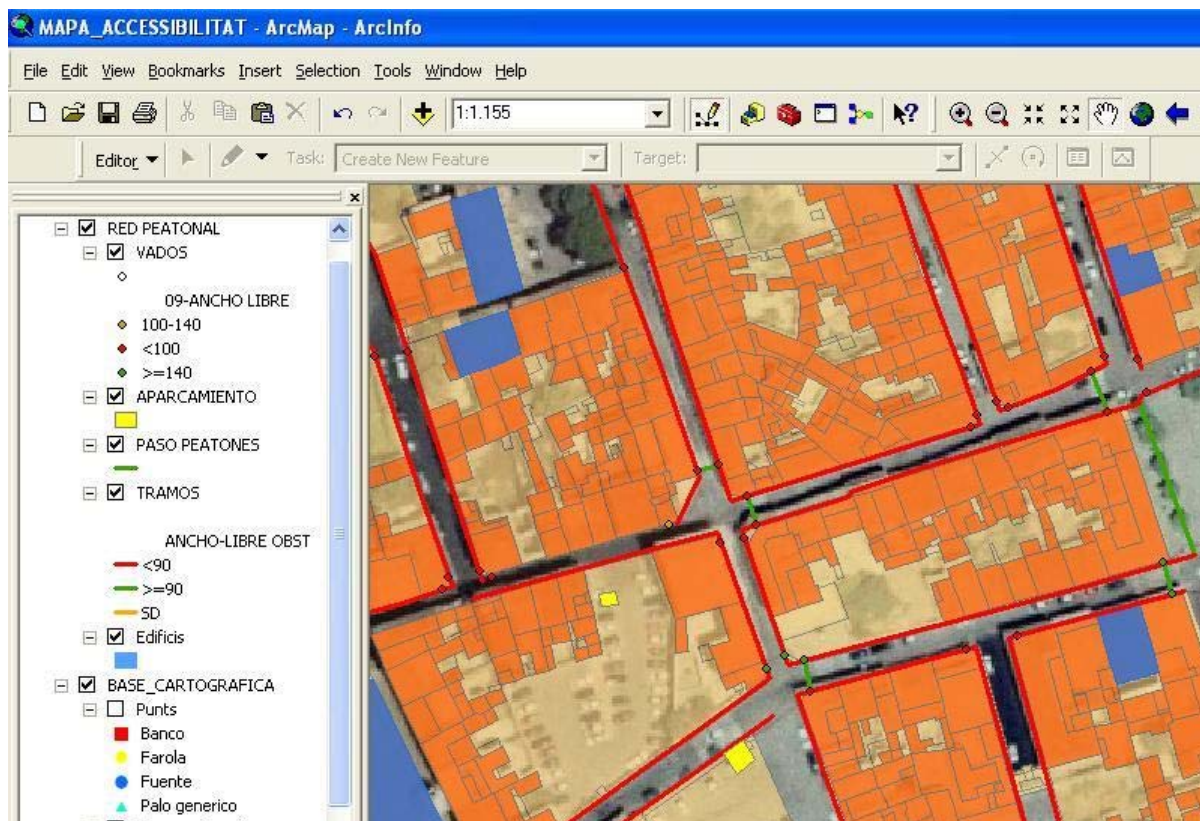 MAPA_ACCESSIBILITAT - ArcMap - ArcInfo
File Edit View Bookmarks Insert Selection Tools Window Help
1:1.155
Editor Task: Create New Feature Target:
RED PEATONAL
VADOS
09-ANCHO LIBRE
100-140
<100
>=140
APARCAMIENTO
PASO PEATONES
TRAMOS
ANCHO-LIBRE OBST
<90
>=90
SD
Edificis
BASE_CARTOGRAFICA
Punts
Banco
Farola
Fuente
Palo generico